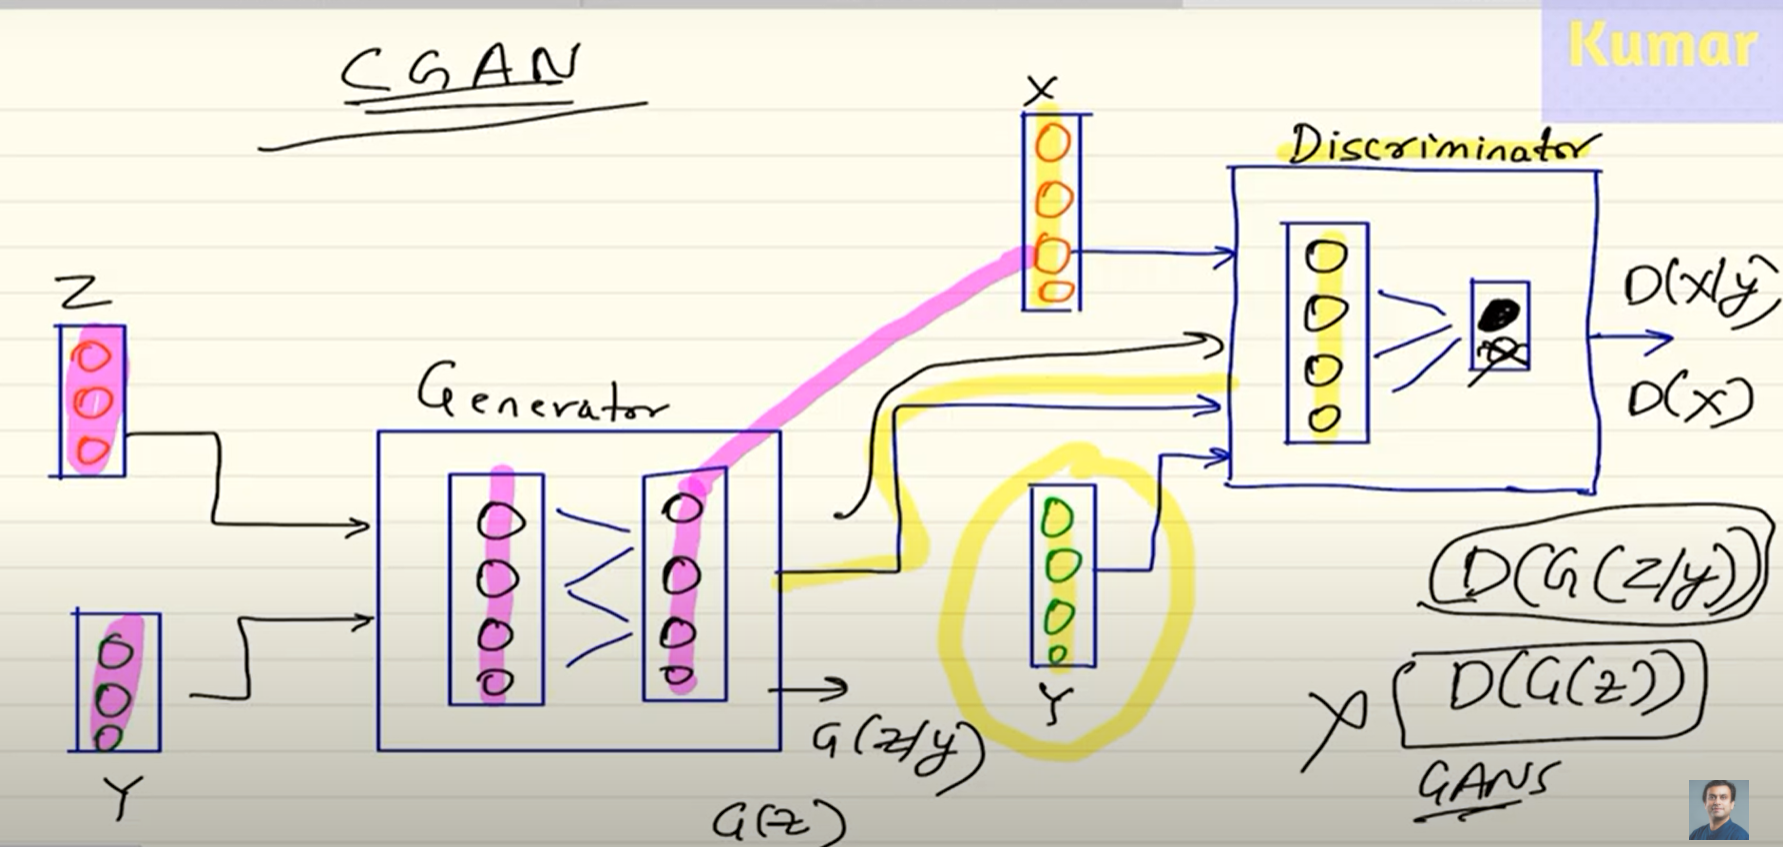 Kumar
CGAN
X
Discriminator
Z
D(X/y)
Generator
D(X)
D(G(Z/y))
Y
D(G(z))
G(z/y)
Y
GANS
G(z)